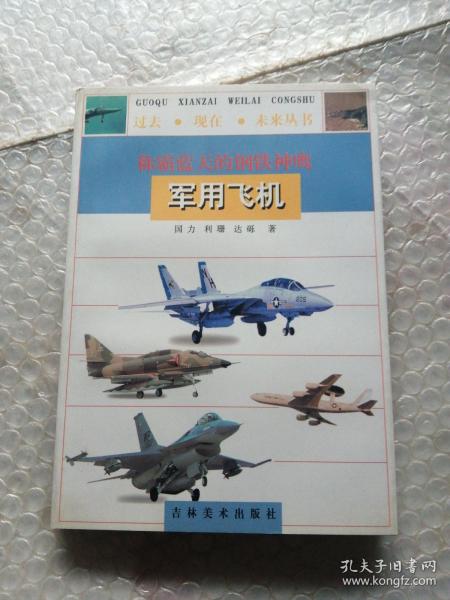 GUOQU XIANZAI WEILAI CONGSHU
过去 • 现在 • 未来丛书
称霸蓝天的钢铁神鹰
军用飞机
国力 利珊 达砾 著
吉林美术出版社
孔夫子旧书网
www.kongfz.com